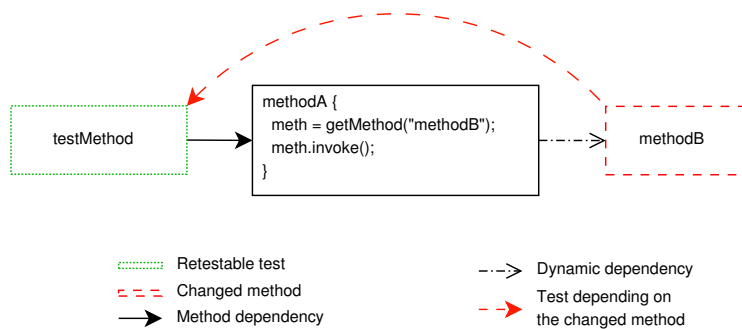 testMethod
methodA {
meth = getMethod("methodB");
meth.invoke();
}
methodB
Retestable test
Changed method
Method dependency
Dynamic dependency
Test depending on
the changed method